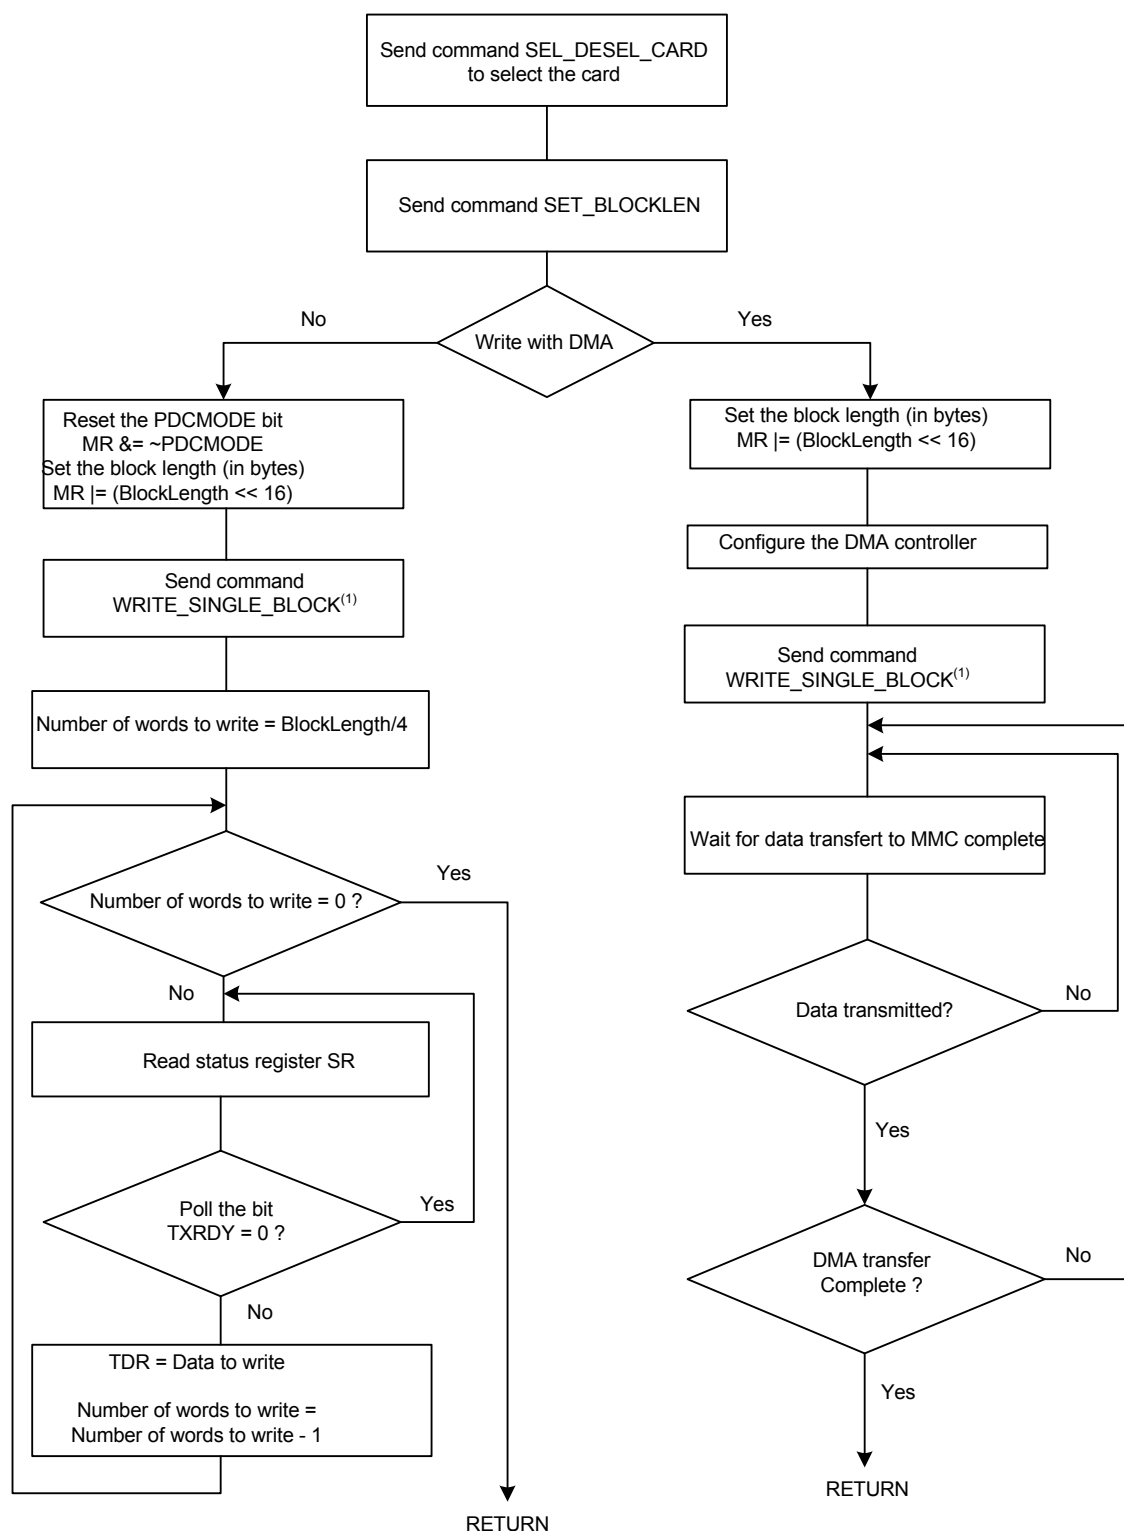 Send command SEL_DESEL_CARD
to select the card
Send command SET_BLOCKLEN
No
Yes
Write with DMA
Reset the PDCMODE bit
MR &= ~PDCMODE
Set the block length (in bytes)
MR |= (BlockLength << 16)
Send command
WRITE_SINGLE_BLOCK(1)
Number of words to write = BlockLength/4
Number of words to write = 0 ?
Yes
No
Read status register SR
Poll the bit
TXRDY = 0 ?
Yes
No
TDR = Data to write
Number of words to write =
Number of words to write - 1
RETURN
Set the block length (in bytes)
MR |= (BlockLength << 16)
Configure the DMA controller
Send command
WRITE_SINGLE_BLOCK(1)
Wait for data transfert to MMC complete
Data transmitted?
No
Yes
DMA transfer
Complete ?
No
Yes
RETURN